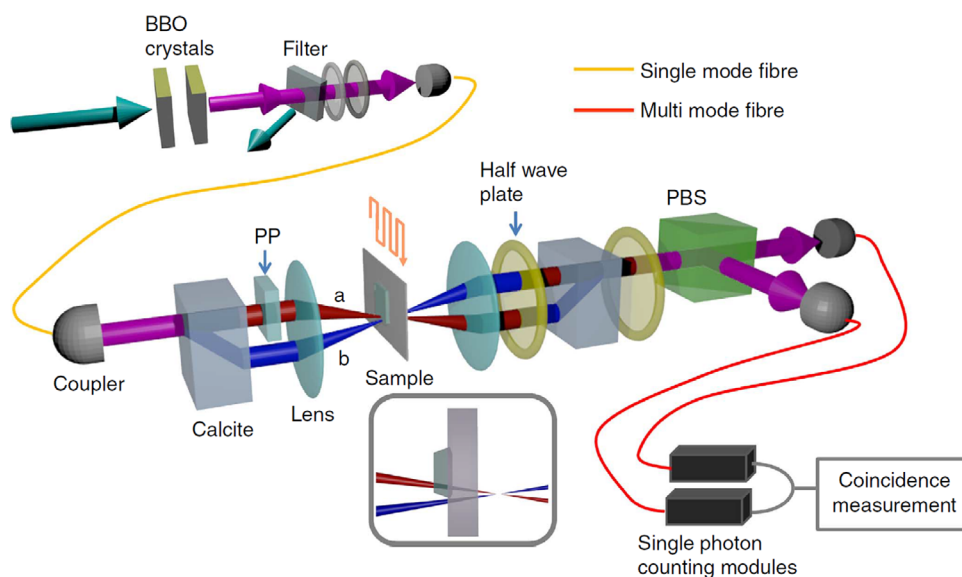 BBO
crystals
Filter
Single mode fibre
Multi mode fibre
Half wave
plate
PBS
PP
a
b
Coupler
Calcite
Lens
Sample
Coincidence
measurement
Single photon
counting modules